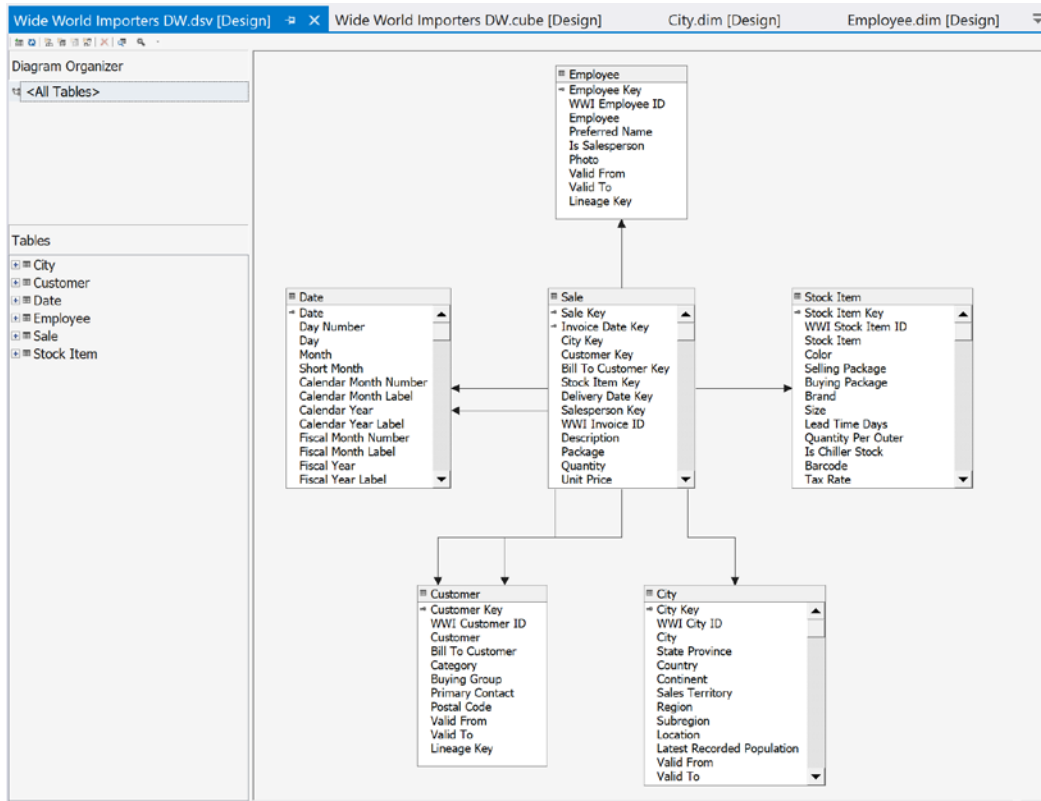 Wide World Importers DW.dsv [Design]
Wide World Importers DW.cube [Design]
City.dim [Design]
Employee.dim [Design]
Diagram Organizer
<All Tables>
Tables
City
Customer
Date
Employee
Sale
Stock Item
Employee
Employee Key
WWI Employee ID
Employee
Preferred Name
Is Salesperson
Photo
Valid From
Valid To
Lineage Key
Date
Date
Day Number
Day
Month
Short Month
Calendar Month Number
Calendar Month Label
Calendar Year
Calendar Year Label
Fiscal Month Number
Fiscal Month Label
Fiscal Year
Fiscal Year Label
Sale
Sale Key
Invoice Date Key
City Key
Customer Key
Bill To Customer Key
Stock Item Key
Delivery Date Key
Salesperson Key
WWI Invoice ID
Description
Package
Quantity
Unit Price
Stock Item
Stock Item Key
WWI Stock Item ID
Stock Item
Color
Selling Package
Buying Package
Brand
Size
Lead Time Days
Quantity Per Outer
Is Chiller Stock
Barcode
Tax Rate
Customer
Customer Key
WWI Customer ID
Customer
Bill To Customer
Category
Buying Group
Primary Contact
Postal Code
Valid From
Valid To
Lineage Key
City
City Key
WWI City ID
City
State Province
Country
Continent
Sales Territory
Region
Subregion
Location
Latest Recorded Population
Valid From
Valid To